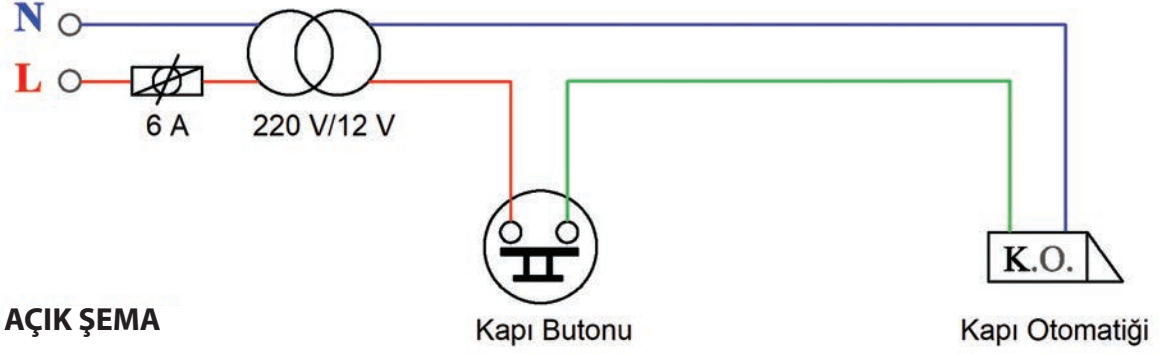 N
L
6 A
220 V/12 V
K.O.
AÇIK ŞEMA
Kapı Butonu
Kapı Otomatiği